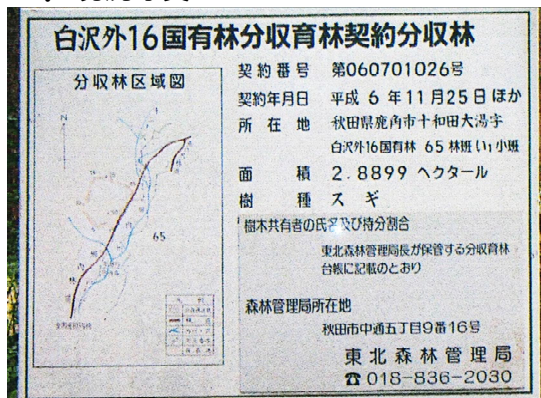 白沢外16国有林分収育林契約分収林
分収林区域図
65
契約番号 第060701026号
契約年月日 平成6年11月25日ほか
所在地 秋田県鹿角市十和田大湯字
白沢外16国有林 65 林班い1小班
面積 2.8899 ヘクタール
樹種 スギ
樹木共有者の氏名及び持分割合
東北森林管理局長が保管する分収育林
台帳に記載のとおり
森林管理局所在地
秋田市中通五丁目9番16号
東北森林管理局
☎018-836-2030